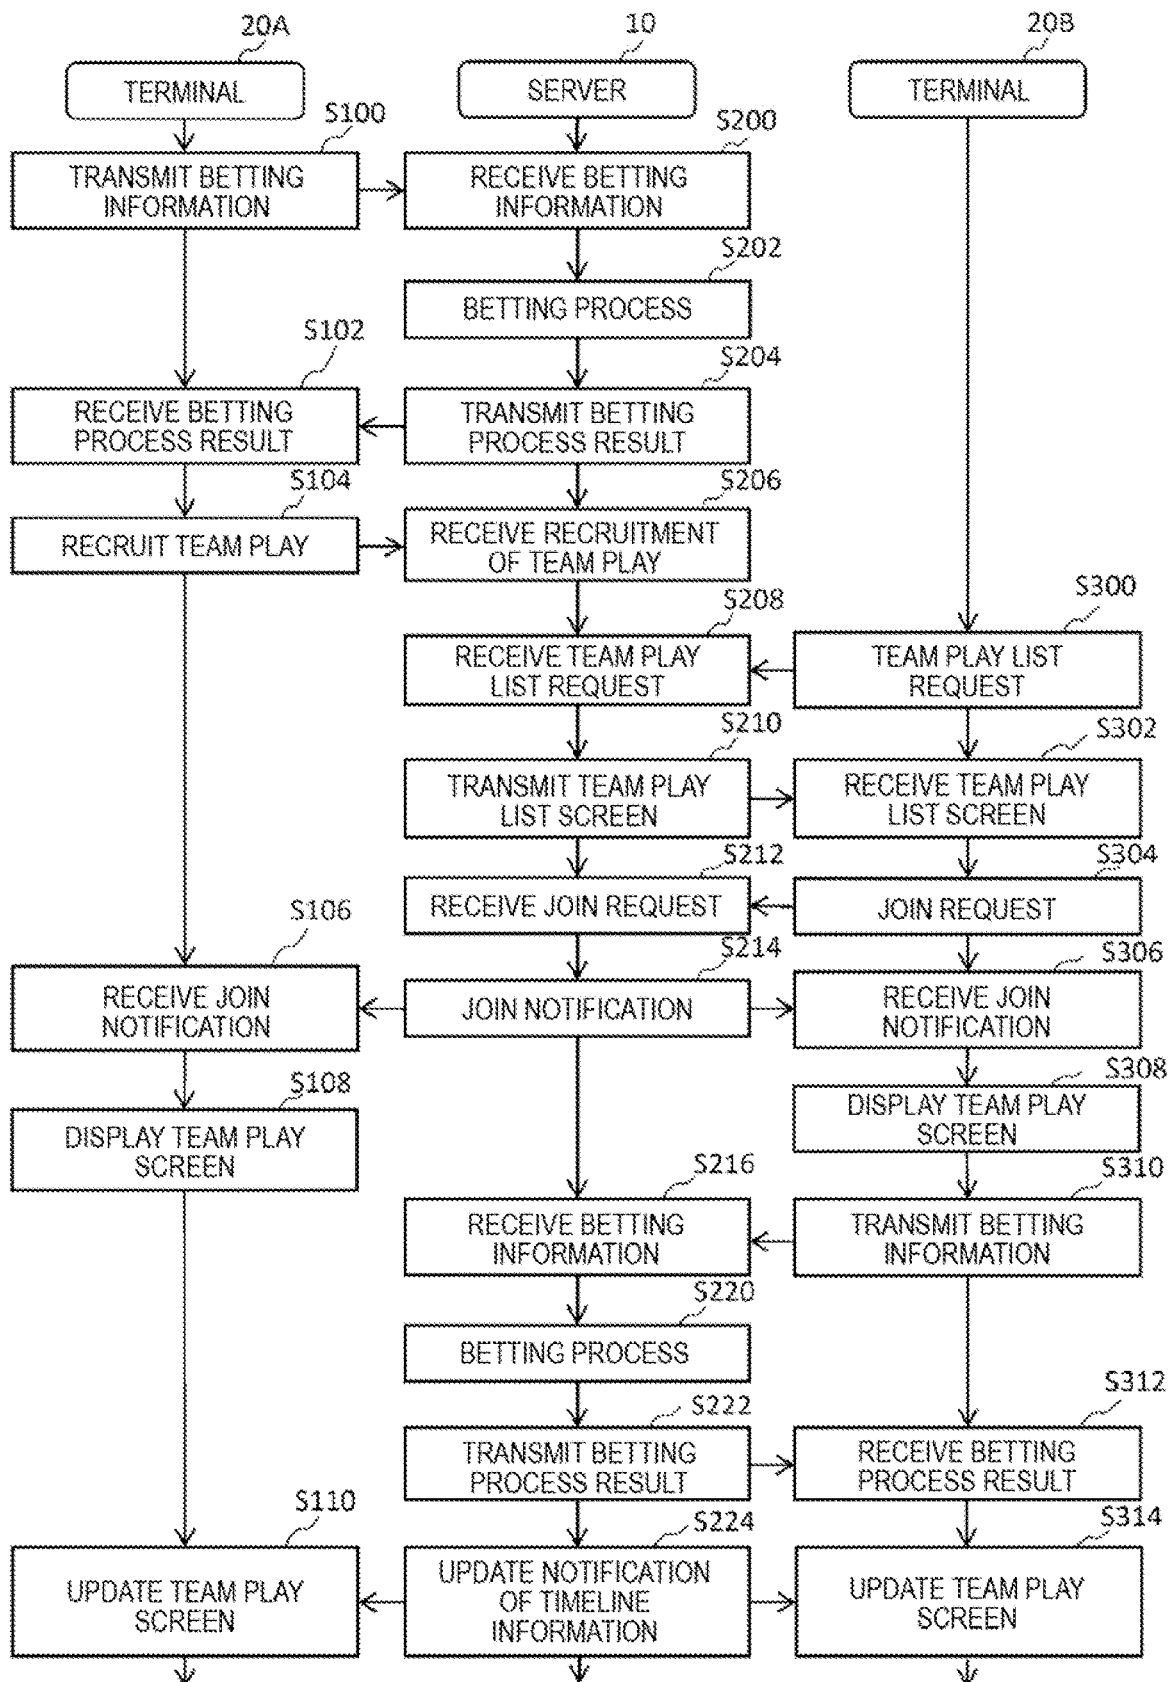 20A
10
20B
TERMINAL
SERVER
TERMINAL
S100
S200
TRANSMIT BETTING
INFORMATION
RECEIVE BETTING
INFORMATION
S202
BETTING PROCESS
S102
S204
RECEIVE BETTING
PROCESS RESULT
TRANSMIT BETTING
PROCESS RESULT
S104
S206
RECRUIT TEAM PLAY
RECEIVE RECRUITMENT
OF TEAM PLAY
S208
S300
RECEIVE TEAM PLAY
LIST REQUEST
TEAM PLAY LIST
REQUEST
S210
S302
TRANSMIT TEAM PLAY
LIST SCREEN
RECEIVE TEAM PLAY
LIST SCREEN
S212
S304
RECEIVE JOIN REQUEST
JOIN REQUEST
S106
S214
S306
RECEIVE JOIN
NOTIFICATION
JOIN NOTIFICATION
RECEIVE JOIN
NOTIFICATION
S108
S308
DISPLAY TEAM PLAY
SCREEN
DISPLAY TEAM PLAY
SCREEN
S216
S310
RECEIVE BETTING
INFORMATION
TRANSMIT BETTING
INFORMATION
S220
BETTING PROCESS
S222
S312
TRANSMIT BETTING
PROCESS RESULT
RECEIVE BETTING
PROCESS RESULT
S110
S224
S314
UPDATE TEAM PLAY
SCREEN
UPDATE NOTIFICATION
OF TIMELINE
INFORMATION
UPDATE TEAM PLAY
SCREEN